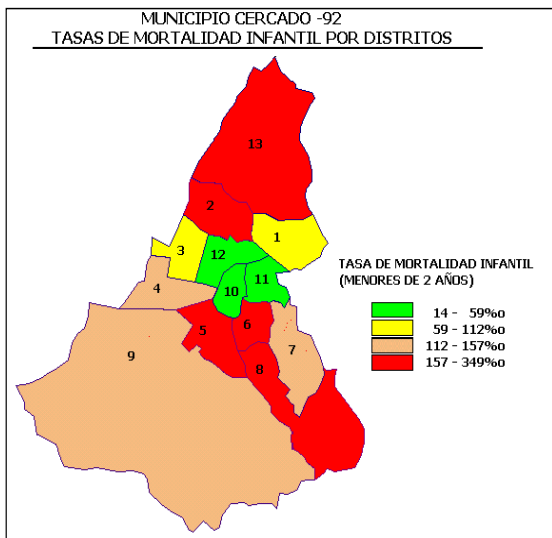 MUNICIPIO CERCADO -92
TASAS DE MORTALIDAD INFANTIL POR DISTRITOS
13
2
1
3
12
11
4
10
5
6
7
9
8
TASA DE MORTALIDAD INFANTIL
(MENORES DE 2 AÑOS)
14 - 59%o
59 - 112%o
112 - 157%o
157 - 349%o